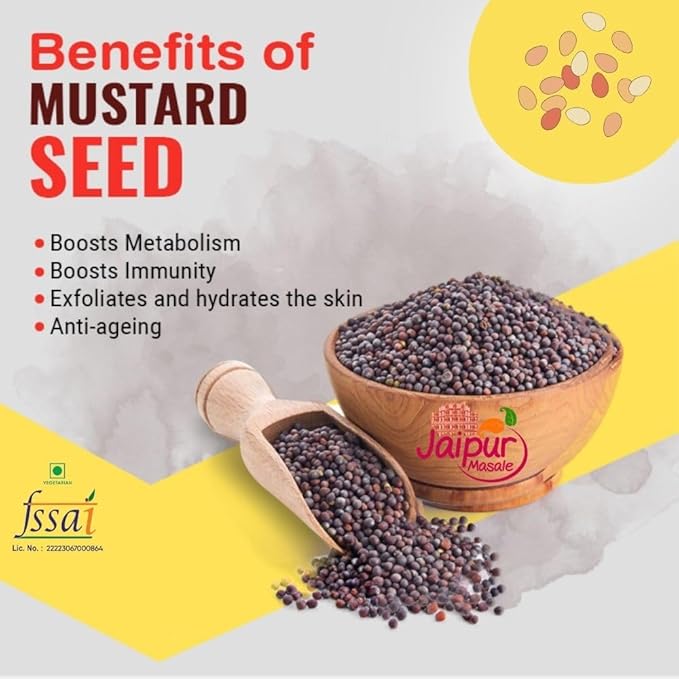 Benefits of
MUSTARD
SEED
• Boosts Metabolism
• Boosts Immunity
• Exfoliates and hydrates the skin
• Anti-ageing
Jaipur
Masale
VEGETARIAN
fssai
Lic. No. : 22223067000864